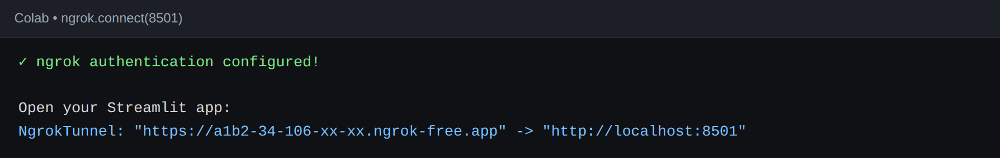 Colab • ngrok.connect(8501)
✓ ngrok authentication configured!
Open your Streamlit app:
NgrokTunnel: "https://a1b2-34-106-xx-xx.ngrok-free.app" -> "http://localhost:8501"